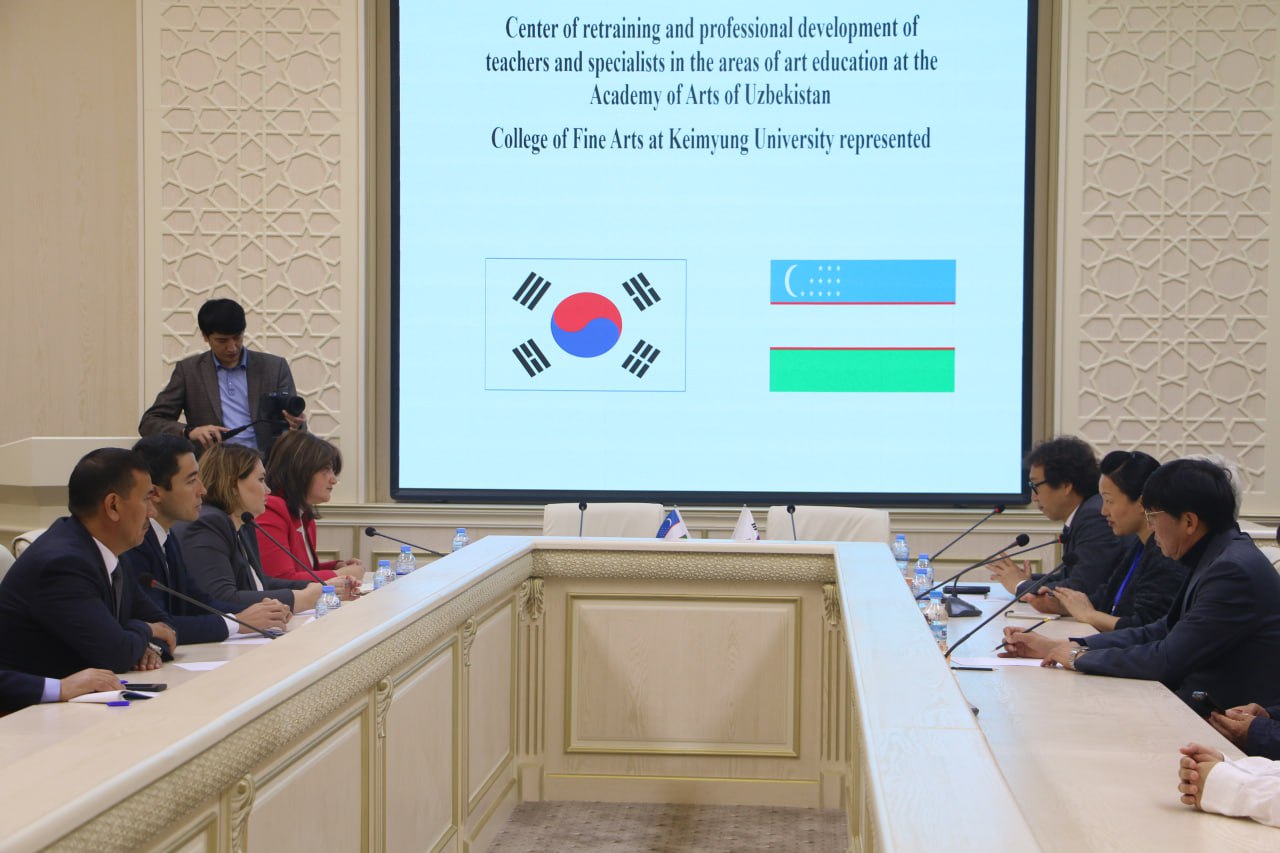 Center of retraining and professional development of
teachers and specialists in the areas of art education at the
Academy of Arts of Uzbekistan
College of Fine Arts at Keimyung University represented